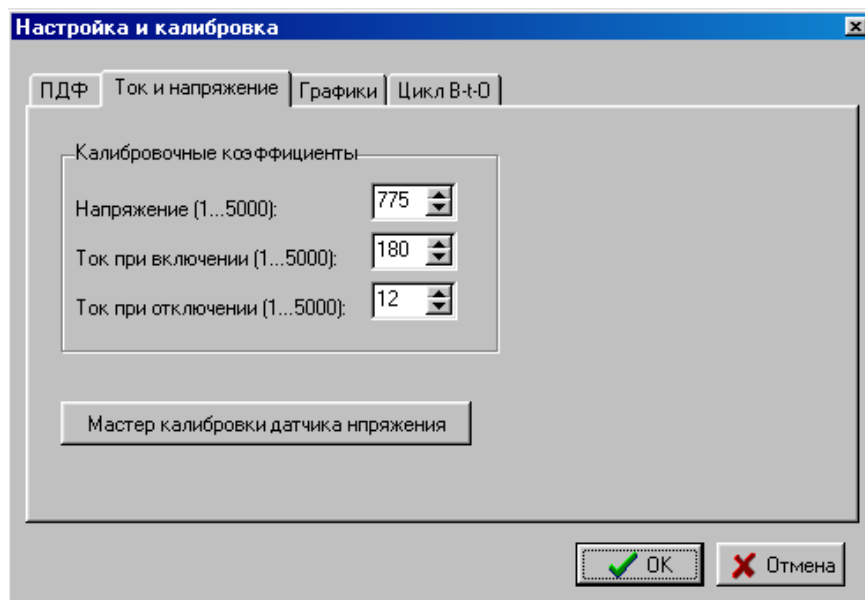 Настройка и калибровка
ПДФ
Ток и напряжение
Графики
Цикл В-t-О
Калибровочные коэффициенты
Напряжение (1...5000): 775
Ток при включении (1...5000): 180
Ток при отключении (1...5000): 12
Мастер калибровки датчика нпряжения
OK
Отмена